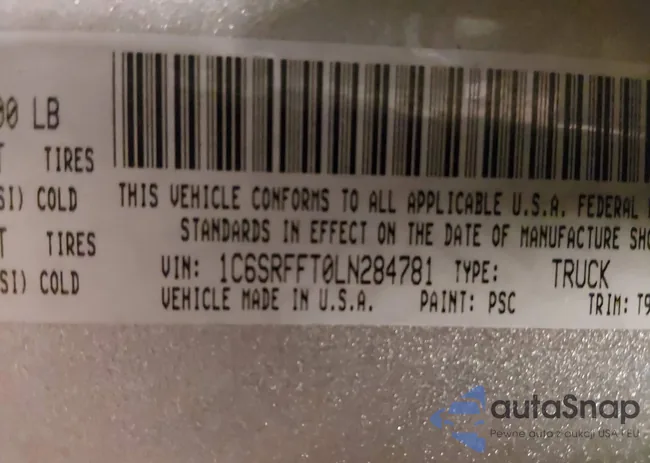 00 LB
TIRES
SI) COLD
TIRES
SI) COLD
THIS VEHICLE CONFORMS TO ALL APPLICABLE U.S.A. FEDERAL
STANDARDS IN EFFECT ON THE DATE OF MANUFACTURE SHO
VIN: 1C6SRFFT0LN284781 TYPE: TRUCK
VEHICLE MADE IN U.S.A. PAINT: PSC TRIM: T9
autoSnap
Pewne auta z aukcji USA i EU